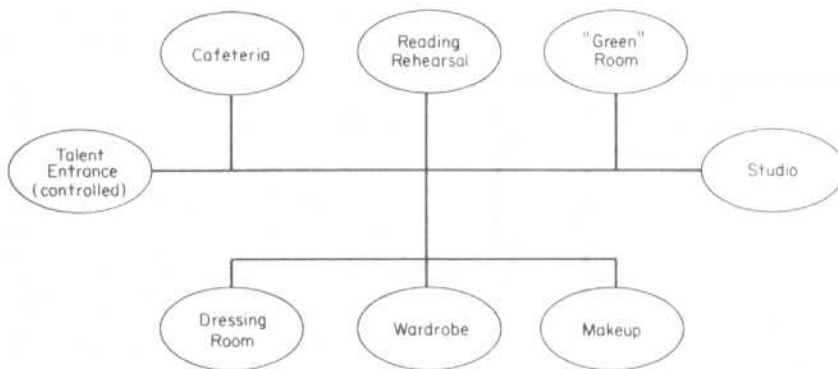 Cafeteria
Reading
Rehearsal
"Green"
Room
Talent
Entrance
(controlled)
Studio
Dressing
Room
Wardrobe
Makeup